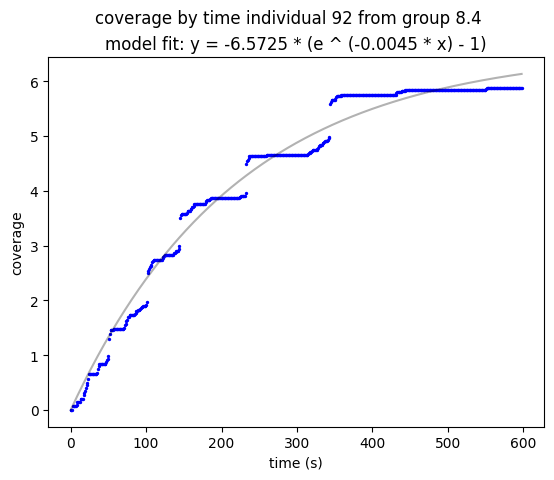 coverage by time individual 92 from group 8.4
model fit: y = -6.5725 * (e ^ (-0.0045 * x) - 1)
6
5
4
3
2
1
0
coverage
0 100 200 300 400 500 600
time (s)